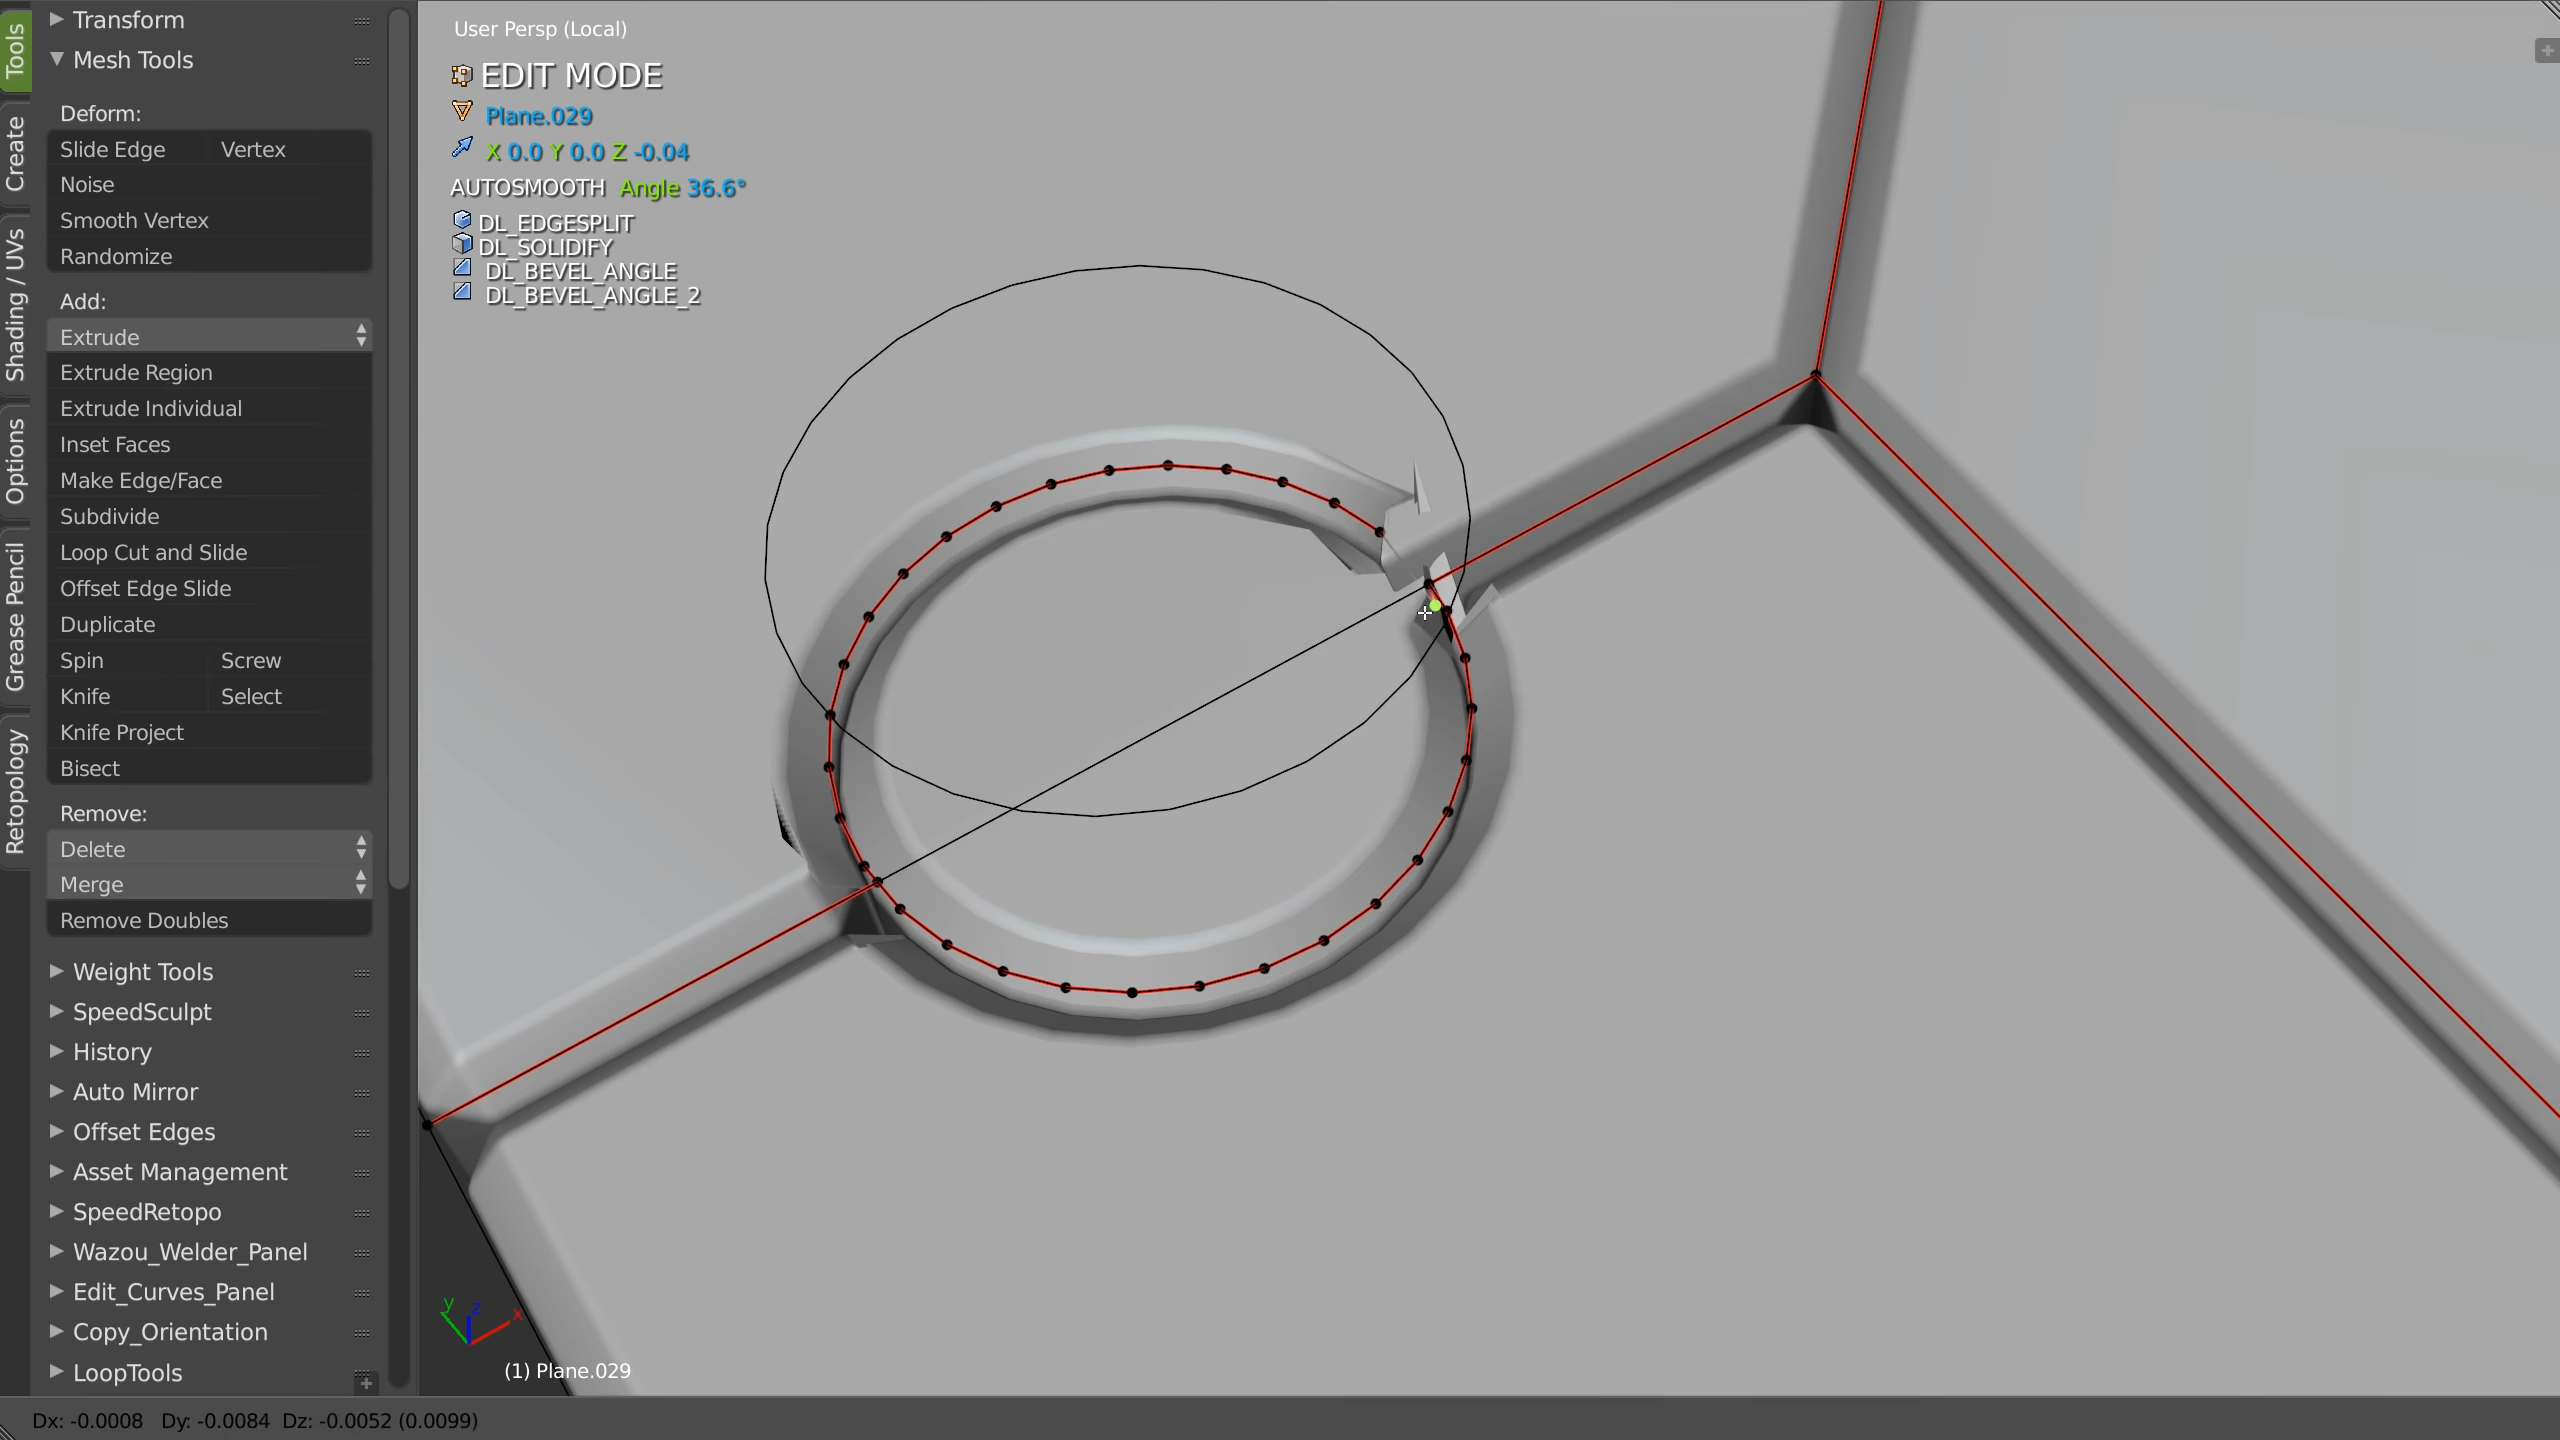 Tools
Create
Shading / UVs
Options
Grease Pencil
Retopology
Transform
Mesh Tools
Deform:
Slide Edge Vertex
Noise
Smooth Vertex
Randomize
Add:
Extrude
Extrude Region
Extrude Individual
Inset Faces
Make Edge/Face
Subdivide
Loop Cut and Slide
Offset Edge Slide
Duplicate
Spin Screw
Knife Select
Knife Project
Bisect
Remove:
Delete
Merge
Remove Doubles
Weight Tools
SpeedSculpt
History
Auto Mirror
Offset Edges
Asset Management
SpeedRetopo
Wazou_Welder_Panel
Edit_Curves_Panel
Copy_Orientation
LoopTools
User Persp (Local)
EDIT MODE
Plane.029
X 0.0 Y 0.0 Z -0.04
AUTOSMOOTH Angle 36.6°
DL_EDGESPLIT
DL_SOLIDIFY
DL_BEVEL_ANGLE
DL_BEVEL_ANGLE_2
y z x
(1) Plane.029
Dx: -0.0008 Dy: -0.0084 Dz: -0.0052 (0.0099)